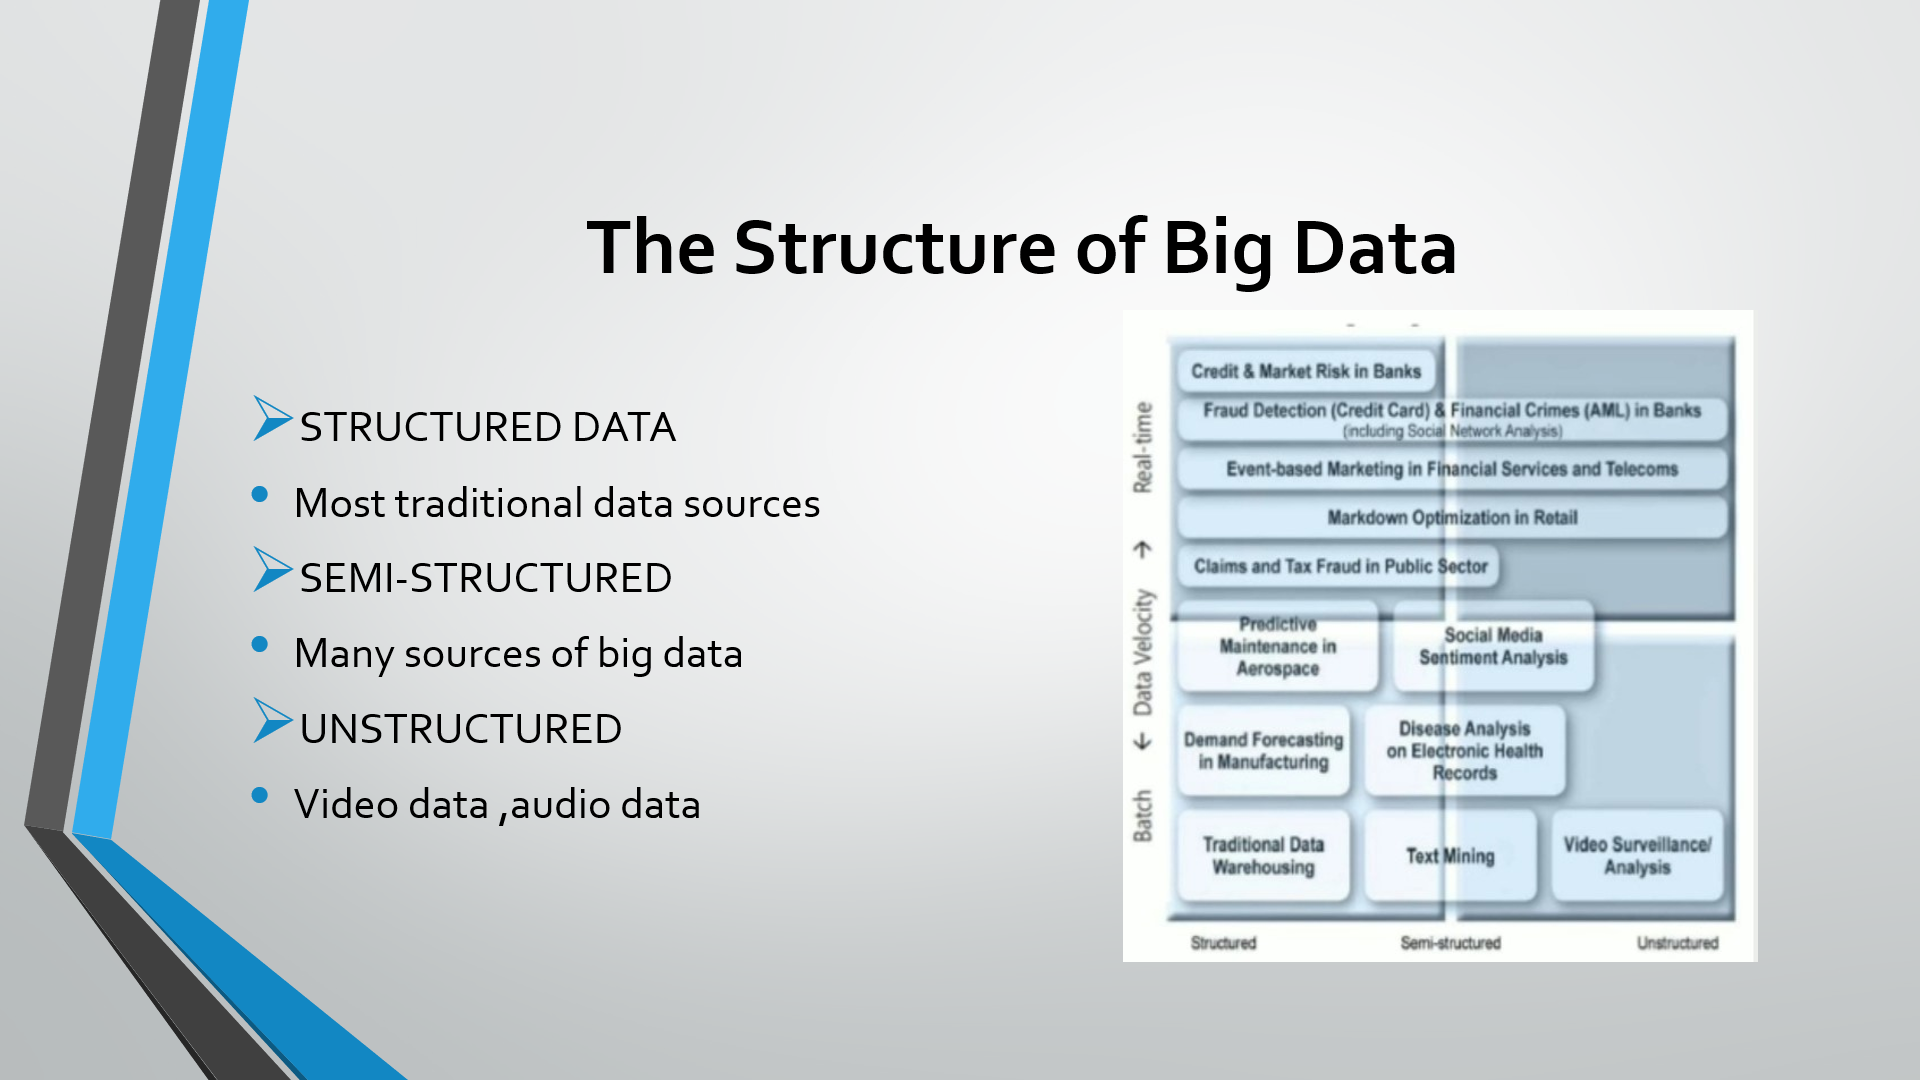 The Structure of Big Data
STRUCTURED DATA
Most traditional data sources
SEMI-STRUCTURED
Many sources of big data
UNSTRUCTURED
Video data ,audio data
Real-time
Data Velocity
Batch
Credit & Market Risk in Banks
Fraud Detection (Credit Card) & Financial Crimes (AML) in Banks
(including Social Network Analysis)
Event-based Marketing in Financial Services and Telecoms
Markdown Optimization in Retail
Claims and Tax Fraud in Public Sector
Predictive
Maintenance in
Aerospace
Social Media
Sentiment Analysis
Demand Forecasting
in Manufacturing
Disease Analysis
on Electronic Health
Records
Traditional Data
Warehousing
Text Mining
Video Surveillance/
Analysis
Structured
Semi-structured
Unstructured